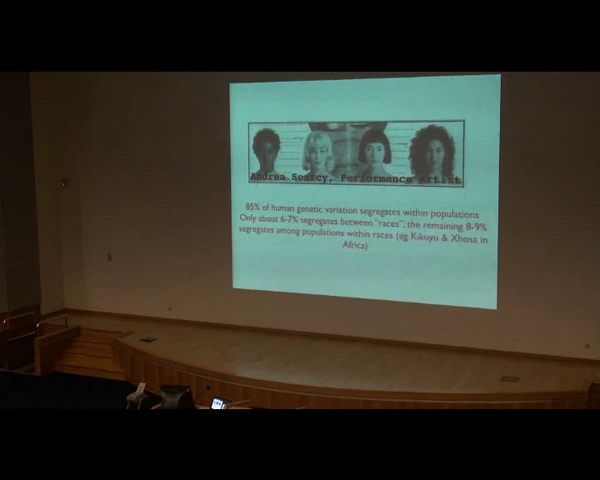 Andrea Searcy, Performance Artist
85% of human genetic variation segregates within populations
Only about 6-7% segregates between "races"; the remaining 8-9%
segregates among populations within races (eg Kikuyu & Xhosa in
Africa)